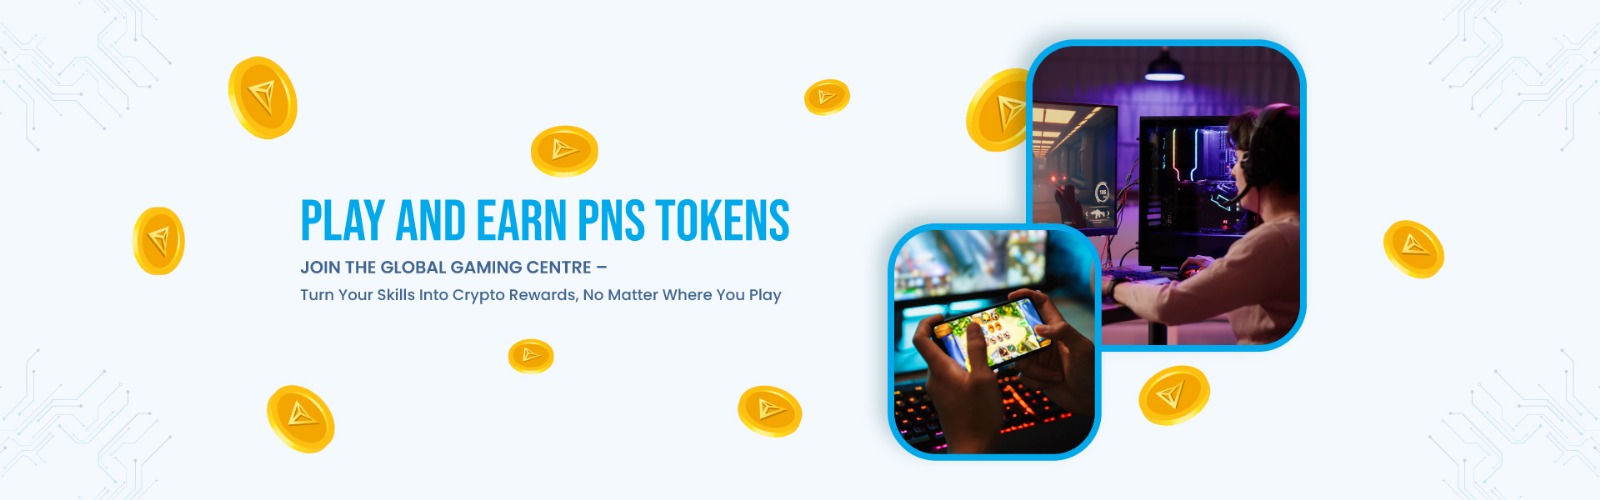 PLAY AND EARN PNS TOKENS
JOIN THE GLOBAL GAMING CENTRE –
Turn Your Skills Into Crypto Rewards, No Matter Where You Play